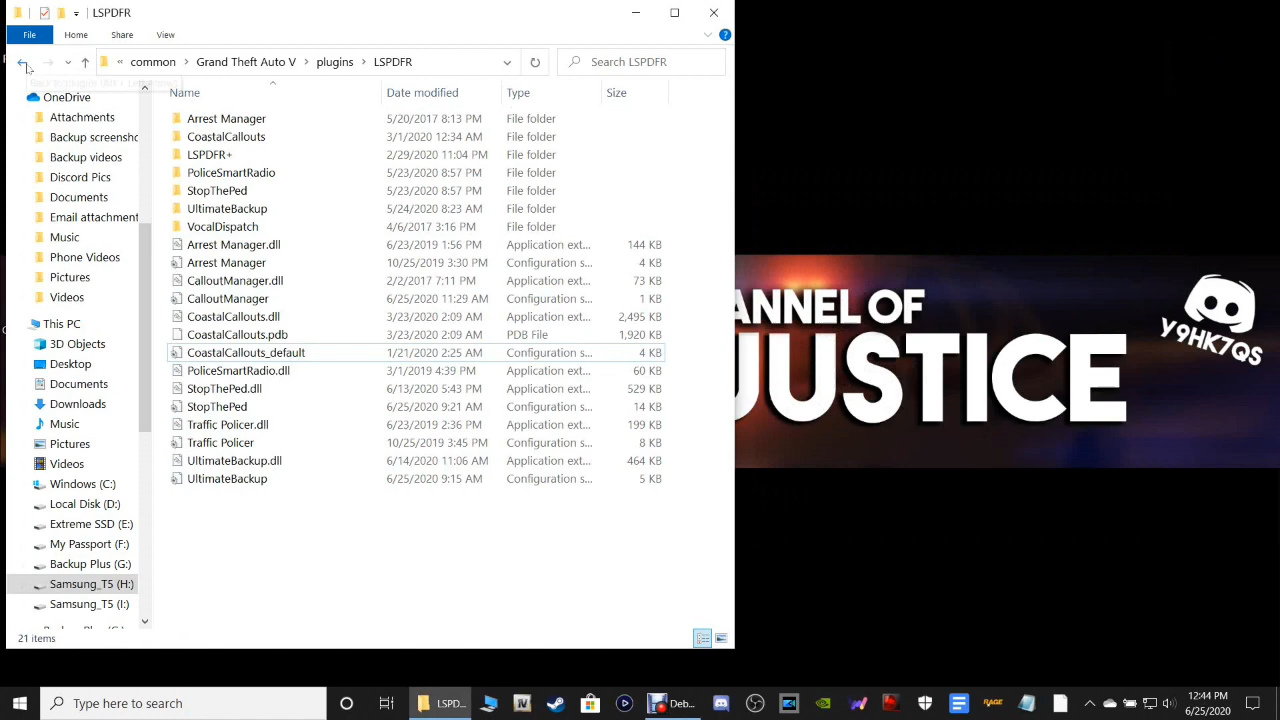 LSPDFR
File Home Share View
« common > Grand Theft Auto V > plugins > LSPDFR
Search LSPDFR
OneDrive
Attachments
Backup screensho
Backup videos
Discord Pics
Documents
Email attachment
Music
Phone Videos
Pictures
Videos
This PC
3D Objects
Desktop
Documents
Downloads
Music
Pictures
Videos
Windows (C:)
Local Disk (D:)
Extreme SSD (E:)
My Passport (F:)
Backup Plus (G:)
Samsung_T5 (H:)
Samsung_T5 (I:)
Name Date modified Type Size
Arrest Manager 5/20/2017 8:13 PM File folder
CoastalCallouts 3/1/2020 12:34 AM File folder
LSPDFR+ 2/29/2020 11:04 PM File folder
PoliceSmartRadio 5/23/2020 8:57 PM File folder
StopThePed 5/23/2020 8:57 PM File folder
UltimateBackup 5/24/2020 8:23 AM File folder
VocalDispatch 4/6/2017 3:16 PM File folder
Arrest Manager.dll 6/23/2019 1:56 PM Application ext... 144 KB
Arrest Manager 10/25/2019 3:30 PM Configuration s... 4 KB
CalloutManager.dll 2/2/2017 7:11 PM Application ext... 73 KB
CalloutManager 6/25/2020 11:29 AM Configuration s... 1 KB
CoastalCallouts.dll 3/23/2020 2:09 AM Application ext... 2,495 KB
CoastalCallouts.pdb 3/23/2020 2:09 AM PDB File 1,920 KB
CoastalCallouts_default 1/21/2020 2:25 AM Configuration s... 4 KB
PoliceSmartRadio.dll 3/1/2019 4:39 PM Application ext... 60 KB
StopThePed.dll 6/13/2020 5:43 PM Application ext... 529 KB
StopThePed 6/25/2020 9:21 AM Configuration s... 14 KB
Traffic Policer.dll 6/23/2019 2:36 PM Application ext... 199 KB
Traffic Policer 10/25/2019 3:45 PM Configuration s... 8 KB
UltimateBackup.dll 6/14/2020 11:06 AM Application ext... 464 KB
UltimateBackup 6/25/2020 9:15 AM Configuration s... 5 KB
21 items
ANNEL OF
JUSTICE
Y9HK7QS
Type here to search
LSPD...
Deb...
RAGE
12:44 PM
6/25/2020